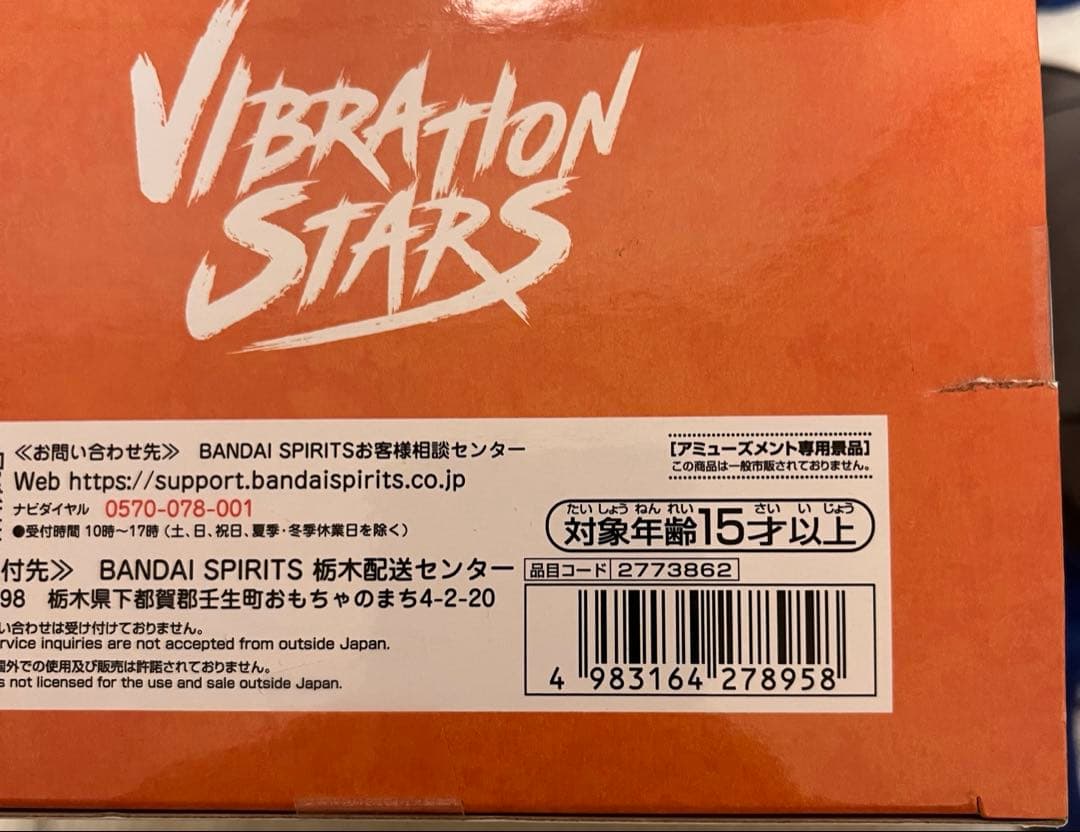 VIBRATION
STARS
≪お問い合わせ先≫ BANDAI SPIRITSお客様相談センター
Web https://support.bandaispirits.co.jp
ナビダイヤル 0570-078-001
●受付時間 10時～17時（土、日、祝日、夏季・冬季休業日を除く）
付先≫ BANDAI SPIRITS 栃木配送センター
98 栃木県下都賀郡壬生町おもちゃのまち4-2-20
い合わせは受け付けておりません。
rvice inquiries are not accepted from outside Japan.
外での使用及び販売は許諾されておりません。
s not licensed for the use and sale outside Japan.
[アミューズメント専用景品]
この商品は一般市販されておりません。
たいしょうねんれい さい いじょう
対象年齢15才以上
品目コード 2773862
4 983164 278958